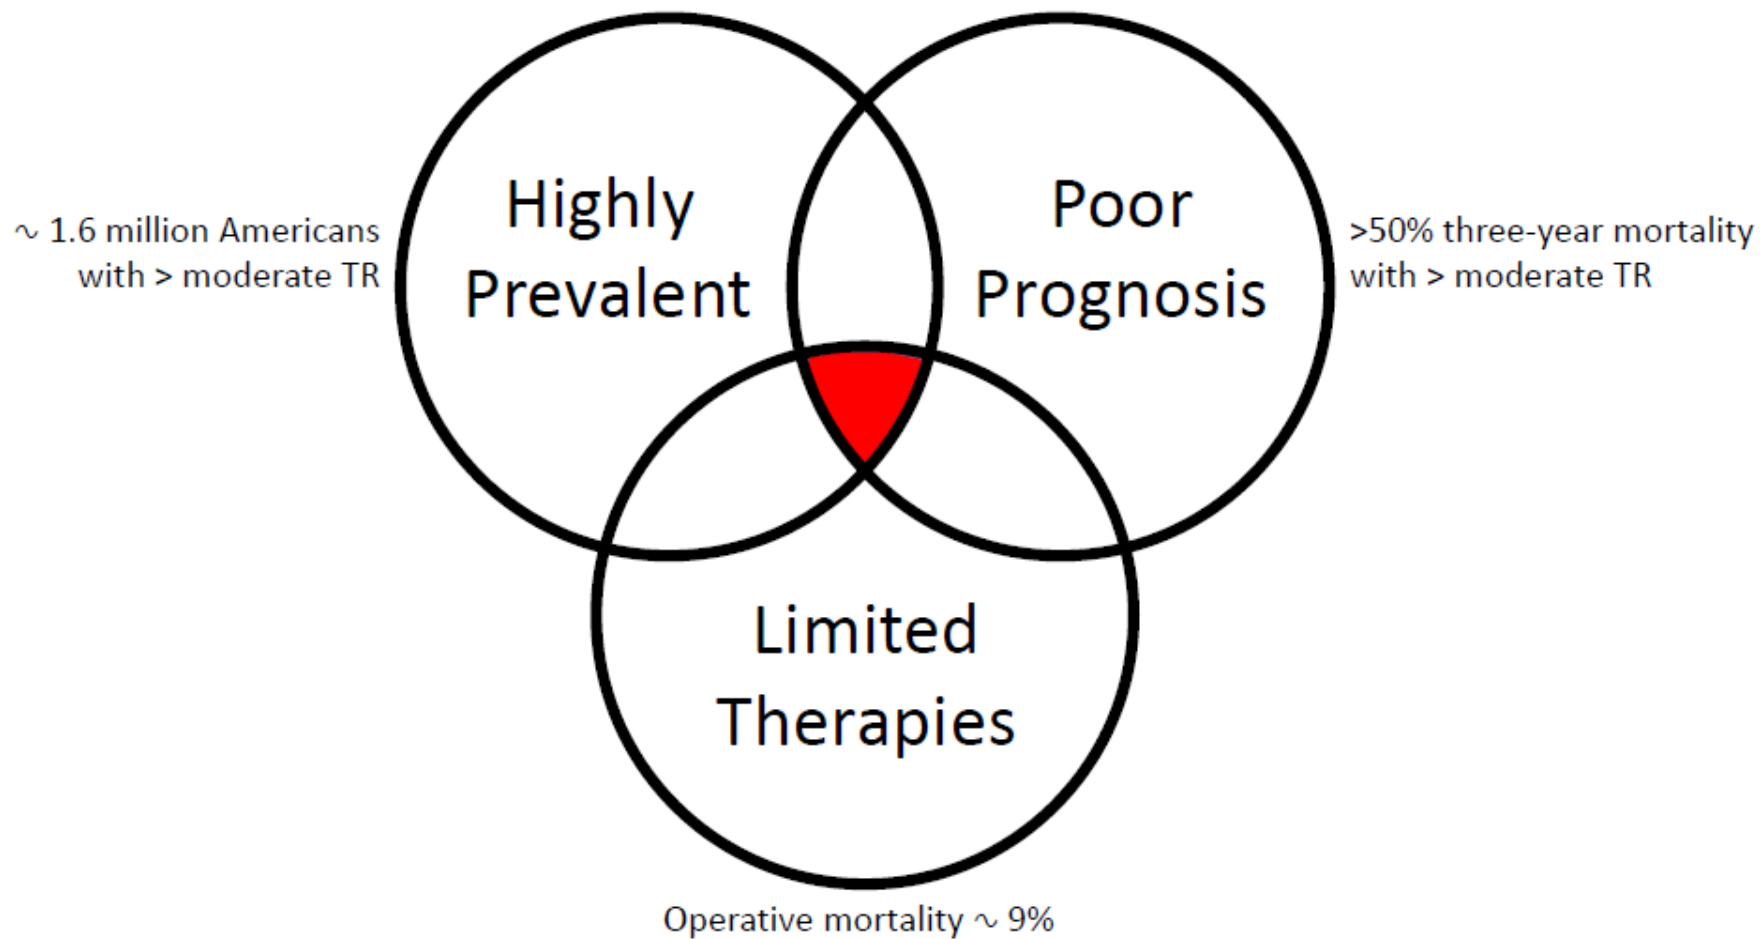 Highly
Prevalent
Poor
Prognosis
~ 1.6 million Americans
with > moderate TR
>50% three-year mortality
with > moderate TR
Limited
Therapies
Operative mortality ~ 9%